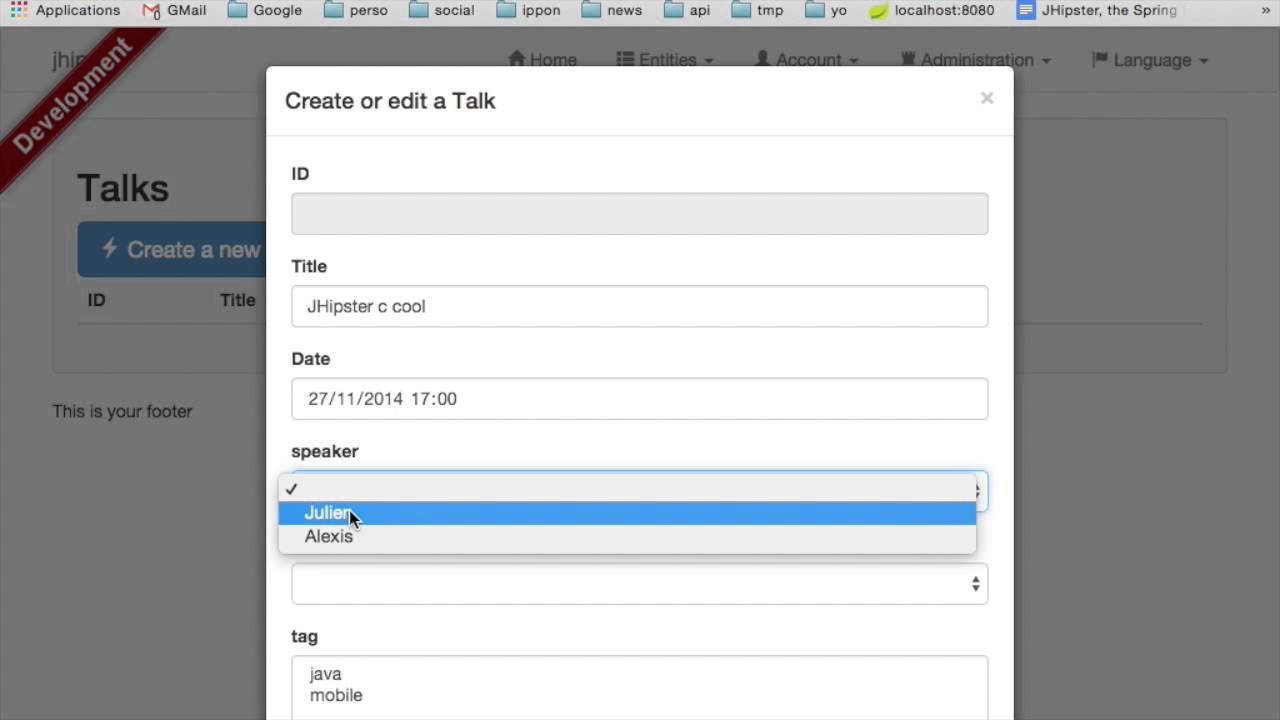 Applications GMail Google perso social ippon news api tmp yo localhost:8080 JHipster, the Spring »
Development
Home Entities Account Administration Language
Create or edit a Talk ×
ID
Talks
Create a new
Title
ID Title
JHipster c cool
Date
27/11/2014 17:00
This is your footer
speaker
✓
Julien
Alexis
tag
java
mobile